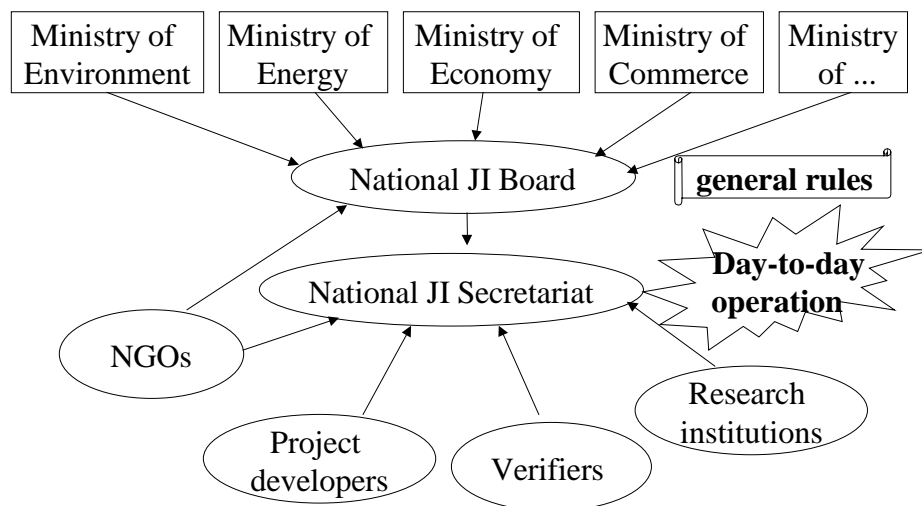 Ministry of
Environment
Ministry of
Energy
Ministry of
Economy
Ministry of
Commerce
Ministry
of ...
National JI Board
general rules
Day-to-day
operation
National JI Secretariat
NGOs
Research
institutions
Project
developers
Verifiers